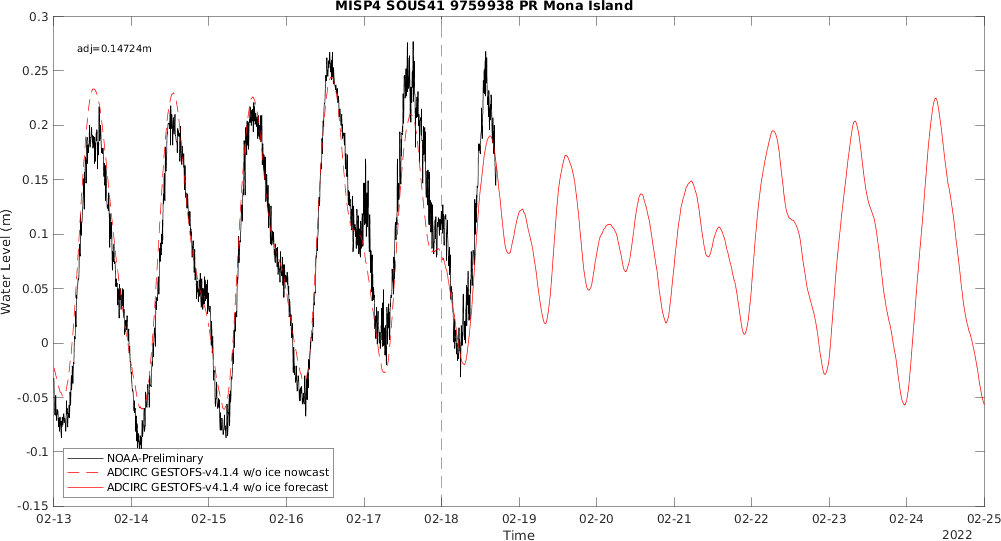 MISP4 SOUS41 9759938 PR Mona Island
adj=0.14724m
0.3
0.25
0.2
0.15
0.1
0.05
0
-0.05
-0.1
-0.15
Water Level (m)
NOAA-Preliminary
ADCIRC GESTOFS-v4.1.4 w/o ice nowcast
ADCIRC GESTOFS-v4.1.4 w/o ice forecast
02-13 02-14 02-15 02-16 02-17 02-18 02-19 02-20 02-21 02-22 02-23 02-24 02-25
Time
2022